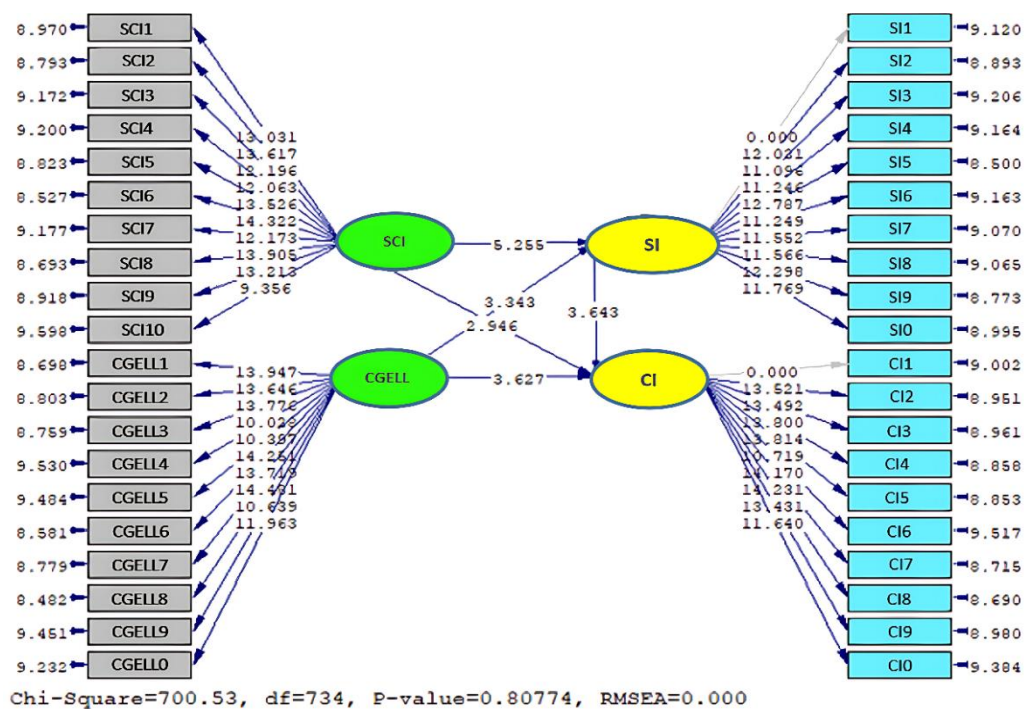 8.970 SCI1
8.793 SCI2
9.172 SCI3
9.200 SCI4
8.823 SCI5
8.527 SCI6
9.177 SCI7
8.693 SCI8
8.918 SCI9
9.598 SCI10
8.698 CGELL1
8.803 CGELL2
8.759 CGELL3
9.530 CGELL4
9.484 CGELL5
8.581 CGELL6
8.779 CGELL7
8.482 CGELL8
9.451 CGELL9
9.232 CGELL0
13.031
13.617
12.196
12.063
13.526
14.322
12.173
13.905
13.213
9.356
13.947
13.646
13.776
10.397
14.251
10.639
11.963
SCI
CGELL
5.255
3.343
2.946
3.643
3.627
SI
CI
0.000
11.096
11.246
12.787
11.249
11.552
11.566
12.298
11.769
0.000
13.521
13.492
13.800
13.814
10.719
14.170
14.231
13.431
11.640
SI1 9.120
SI2 8.893
SI3 9.206
SI4 9.164
SI5 8.500
SI6 9.163
SI7 9.070
SI8 9.065
SI9 8.773
SI0 8.995
CI1 9.002
CI2 8.951
CI3 8.961
CI4 8.858
CI5 8.853
CI6 9.517
CI7 8.715
CI8 8.690
CI9 8.980
CI0 9.384
Chi-Square=700.53, df=734, P-value=0.80774, RMSEA=0.000